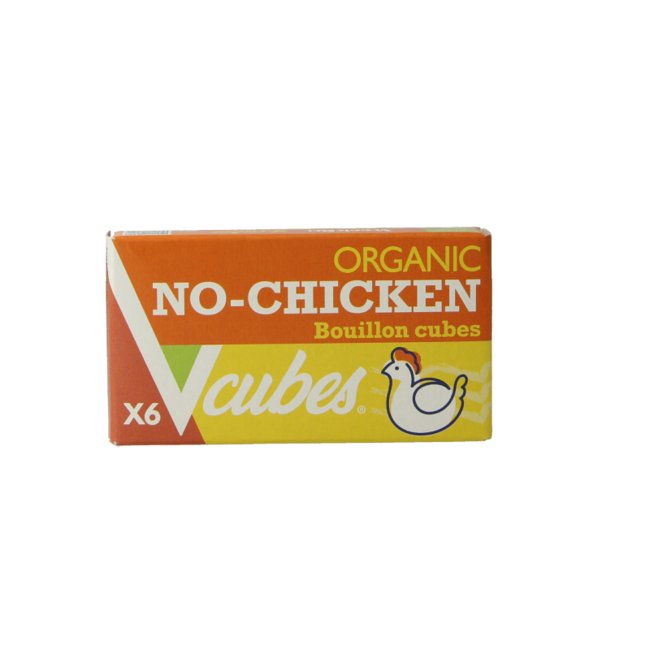 ORGANIC
NO-CHICKEN
Bouillon cubes
Vcubes®
X6